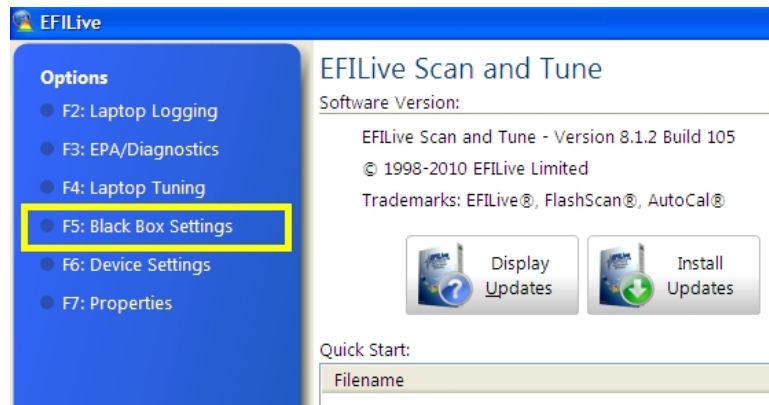 EFILive
Options
F2: Laptop Logging
F3: EPA/Diagnostics
F4: Laptop Tuning
F5: Black Box Settings
F6: Device Settings
F7: Properties
EFILive Scan and Tune
Software Version:
EFILive Scan and Tune - Version 8.1.2 Build 105
© 1998-2010 EFILive Limited
Trademarks: EFILive®, FlashScan®, AutoCal®
Display
Updates
Install
Updates
Quick Start:
Filename